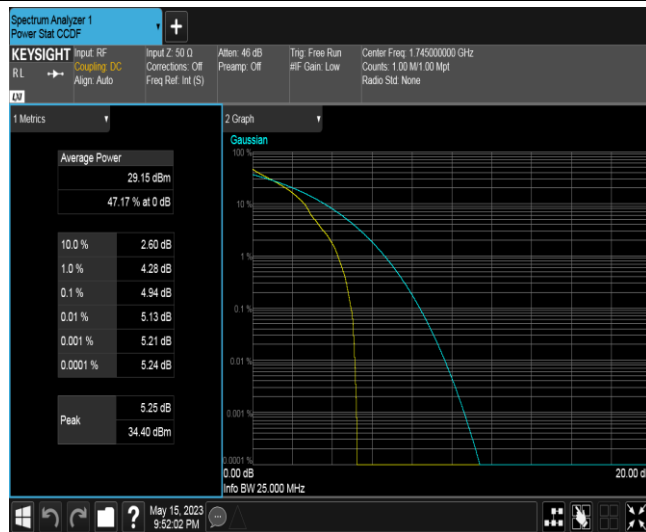 Spectrum Analyzer 1
Power Stat CCDF
+
KEYSIGHT
RL
LXI
Input: RF
Coupling: DC
Align: Auto
Input Z: 50 Ω
Corrections: Off
Freq Ref: Int (S)
Atten: 46 dB
Preamp: Off
Trig: Free Run
#IF Gain: Low
Center Freq: 1.745000000 GHz
Counts: 1.00 M/1.00 Mpt
Radio Std: None
1 Metrics
Average Power
29.15 dBm
47.17 % at 0 dB
10.0 % 2.60 dB
1.0 % 4.28 dB
0.1 % 4.94 dB
0.01 % 5.13 dB
0.001 % 5.21 dB
0.0001 % 5.24 dB
Peak
5.25 dB
34.40 dBm
2 Graph
Gaussian
100 %
10 %
1 %
0.1 %
0.01 %
0.001 %
0.0001 %
0.00 dB
20.00 d
Info BW 25.000 MHz
?
May 15, 2023
9:52:02 PM